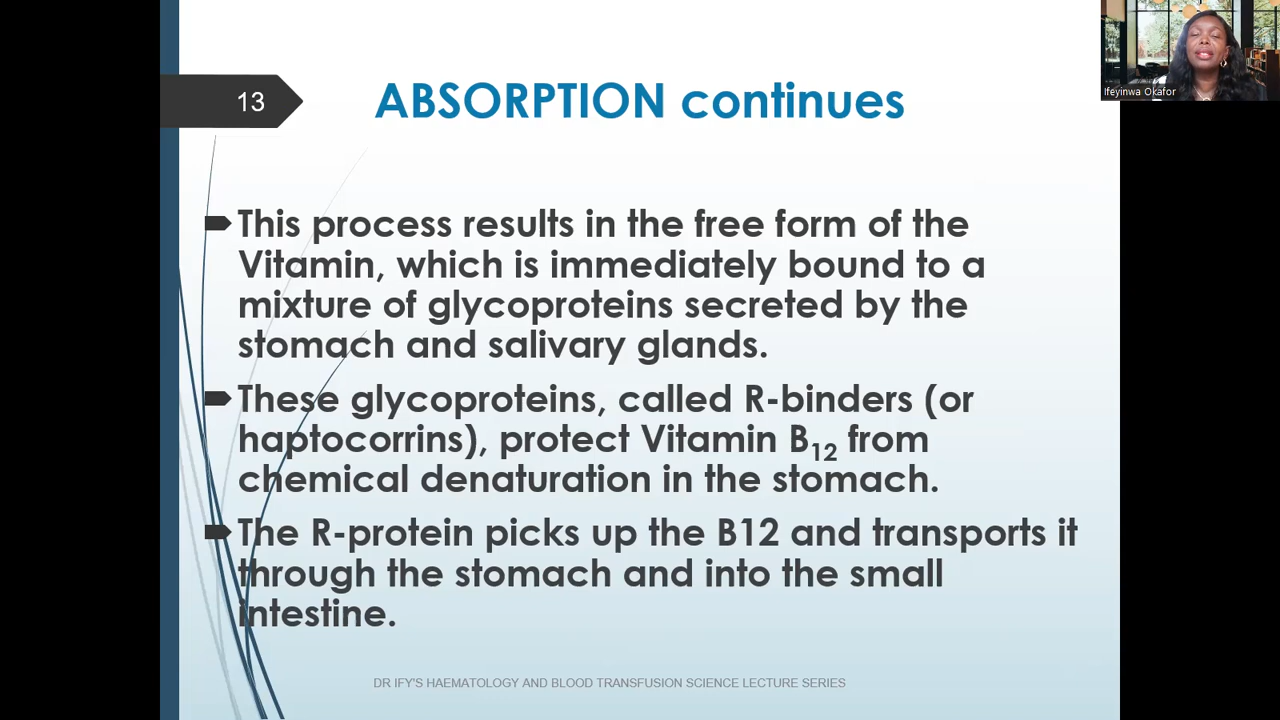 13
ABSORPTION continues
Ifeyinwa Okafor
This process results in the free form of the
Vitamin, which is immediately bound to a
mixture of glycoproteins secreted by the
stomach and salivary glands.
These glycoproteins, called R-binders (or
haptocorrins), protect Vitamin B₁₂ from
chemical denaturation in the stomach.
The R-protein picks up the B12 and transports it
through the stomach and into the small
intestine.
DR IFY'S HAEMATOLOGY AND BLOOD TRANSFUSION SCIENCE LECTURE SERIES